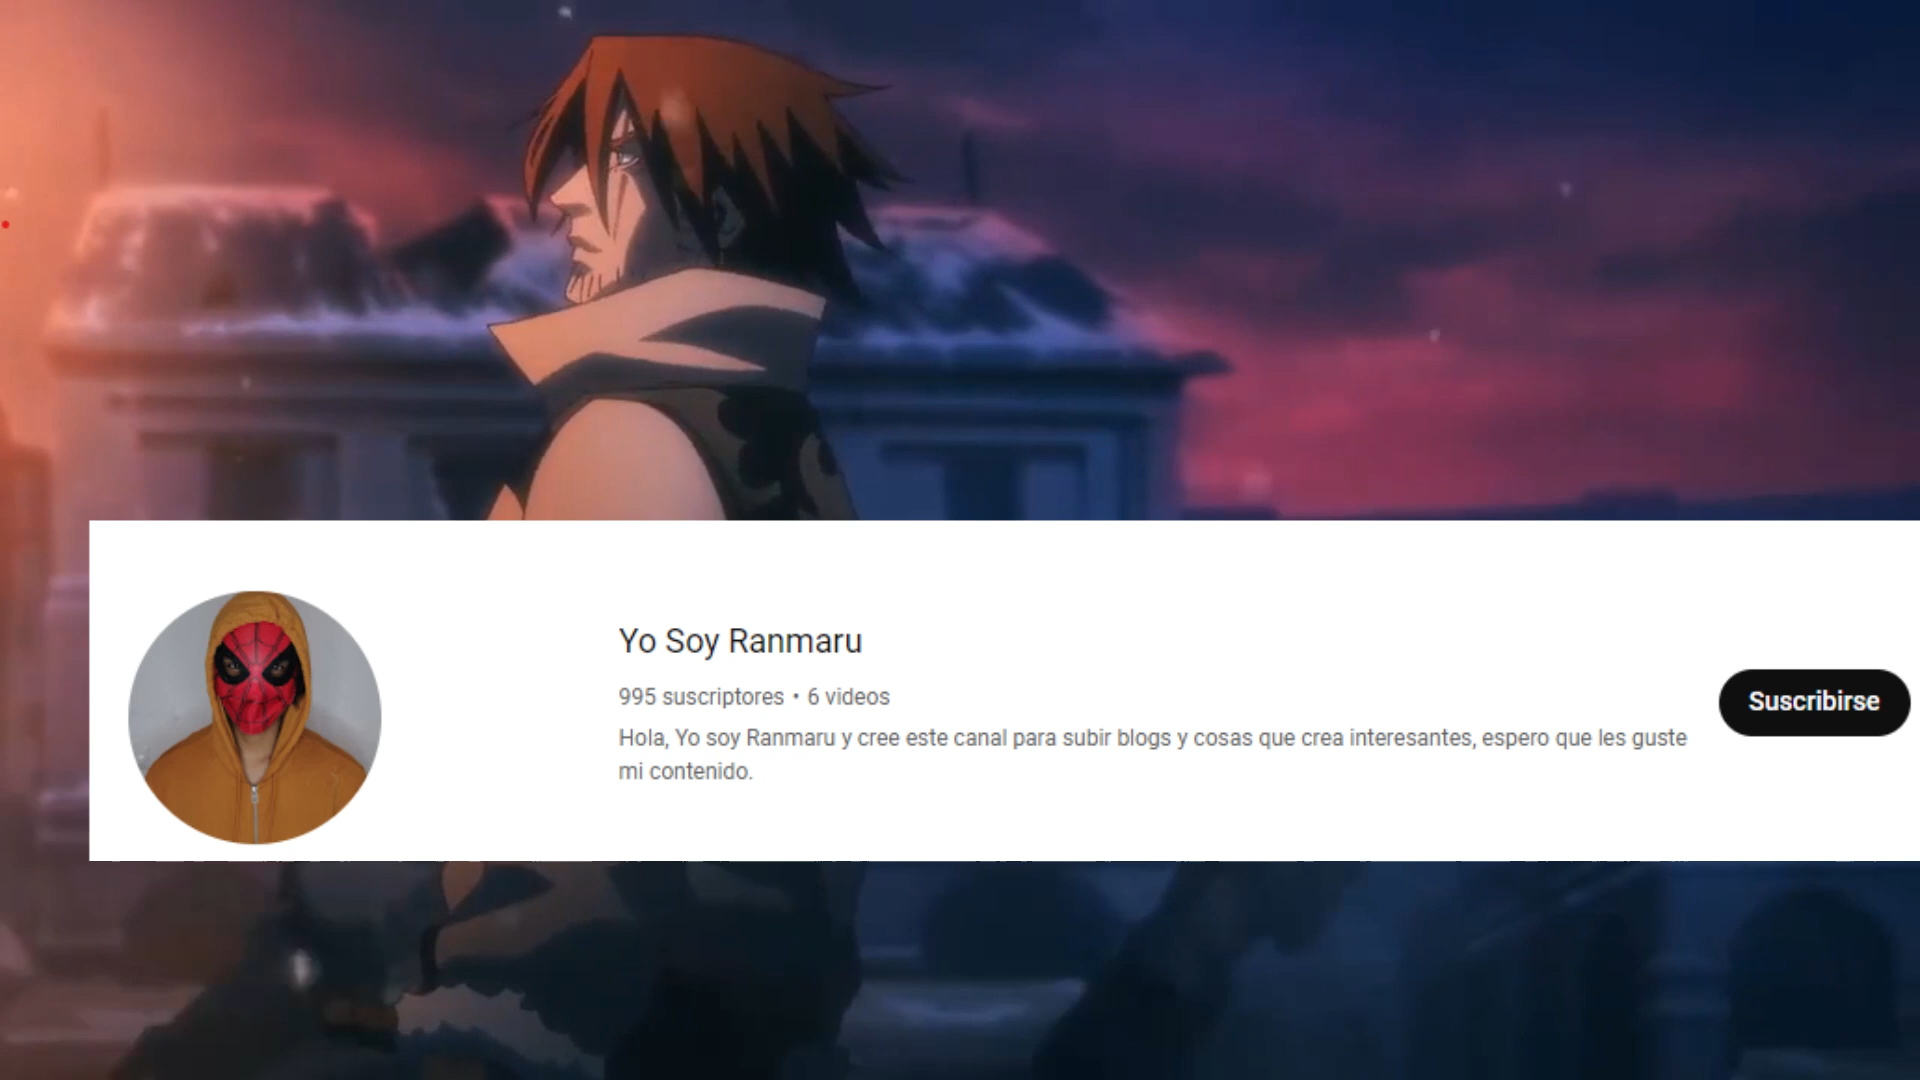 Yo Soy Ranmaru
995 suscriptores • 6 videos
Hola, Yo soy Ranmaru y cree este canal para subir blogs y cosas que crea interesantes, espero que les guste
mi contenido.
Suscribirse